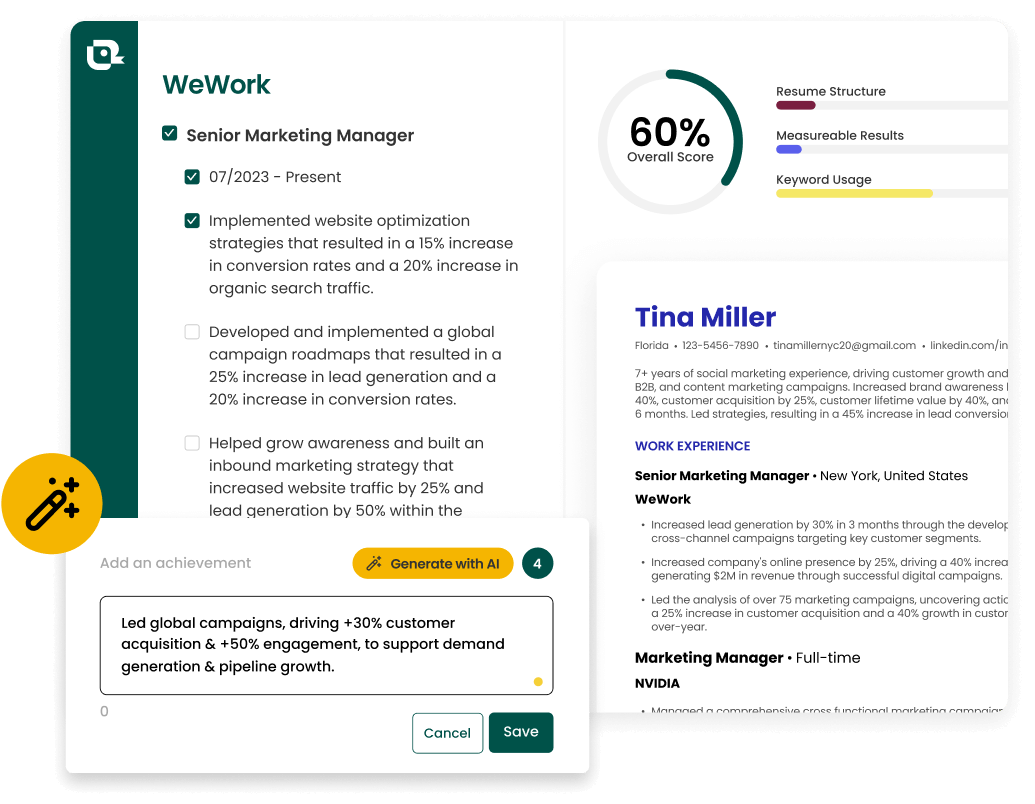 WeWork
Senior Marketing Manager
07/2023 - Present
Implemented website optimization
strategies that resulted in a 15% increase
in conversion rates and a 20% increase in
organic search traffic.
Developed and implemented a global
campaign roadmaps that resulted in a
25% increase in lead generation and a
20% increase in conversion rates.
Helped grow awareness and built an
inbound marketing strategy that
increased website traffic by 25% and
lead generation by 50% within the
Add an achievement
Generate with AI
4
Led global campaigns, driving +30% customer
acquisition & +50% engagement, to support demand
generation & pipeline growth.
0
Cancel
Save
60%
Overall Score
Resume Structure
Measureable Results
Keyword Usage
Tina Miller
Florida • 123-5456-7890 • tinamillernyc20@gmail.com • linkedin.com/in
7+ years of social marketing experience, driving customer growth and
B2B, and content marketing campaigns. Increased brand awareness
40%, customer acquisition by 25%, customer lifetime value by 40%,
6 months. Led strategies, resulting in a 45% increase in lead
WORK EXPERIENCE
Senior Marketing Manager • New York, United States
WeWork
• Increased lead generation by 30% in 3 months through the
cross-channel campaigns targeting key customer segments.
• Increased company's online presence by 25%, driving a 40%
generating $2M in revenue through successful digital campaigns.
• Led the analysis of over 75 marketing campaigns, uncovering
a 25% increase in customer acquisition and a 40% growth in
over-year.
Marketing Manager • Full-time
NVIDIA
• Managed a comprehensive cross functional marketing